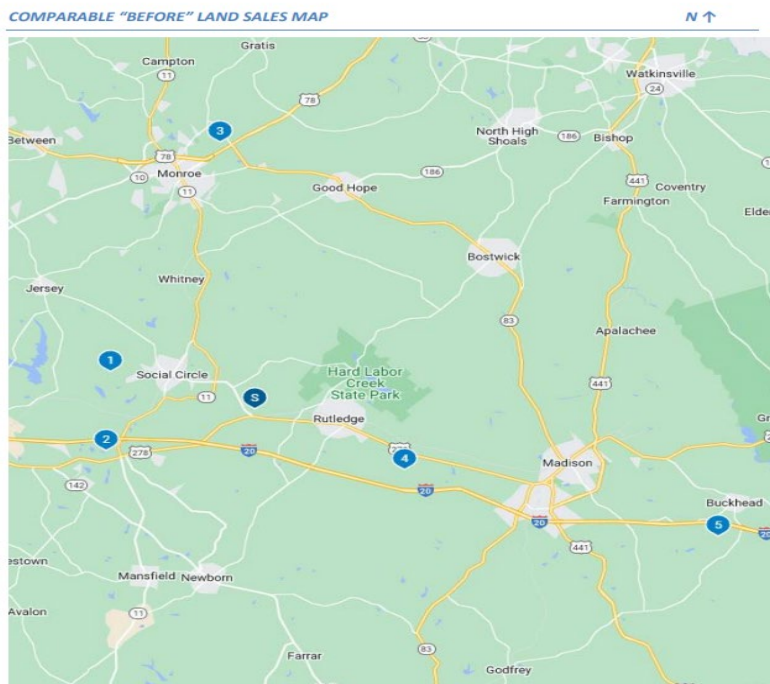 COMPARABLE “BEFORE” LAND SALES MAP
N ↑
Gratis
Campton
11
78
Watkinsville
24
3
North High
Shoals
186
Bishop
Between
78
Monroe
10
11
186
Good Hope
441
Coventry
Farmington
Bostwick
Whitney
Jersey
83
Apalachee
1
Social Circle
Hard Labor
Creek
State Park
441
11
S
Rutledge
2
278
20
4
Madison
142
20
Buckhead
20
5
20
441
Mansfield
Newborn
11
Avalon
83
Farrar
Godfrey